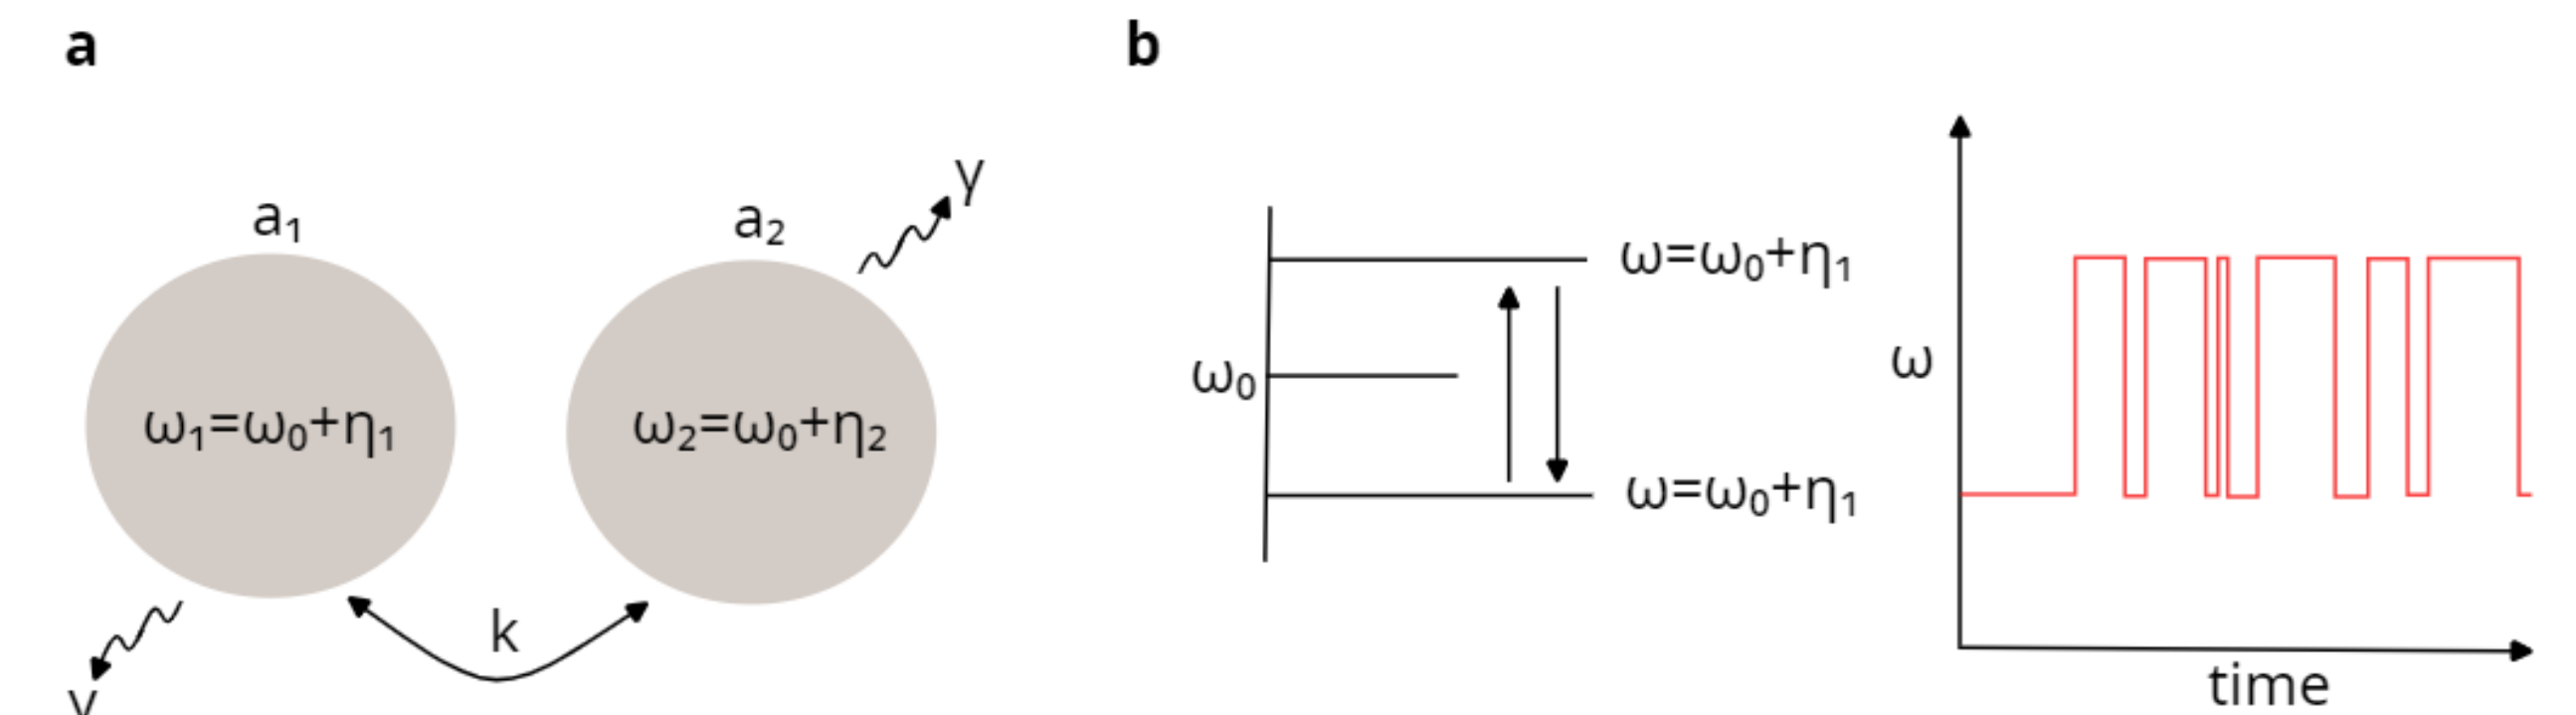 a
a₁
a₂
γ
ω₁=ω₀+η₁
ω₂=ω₀+η₂
k
γ
b
ω=ω₀+η₁
ω₀
ω=ω₀+η₁
ω
time